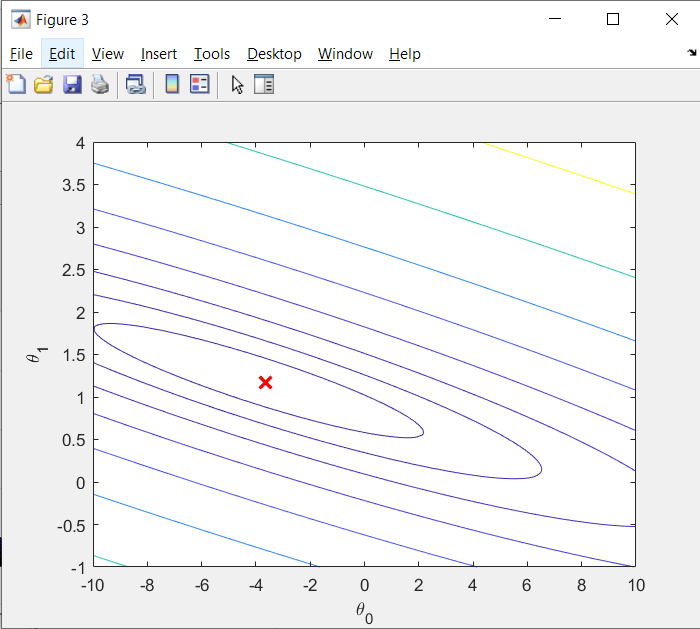 Figure 3
File Edit View Insert Tools Desktop Window Help
4
3.5
3
2.5
2
1.5
1
0.5
0
-0.5
-1
θ1
-10 -8 -6 -4 -2 0 2 4 6 8 10
θ0